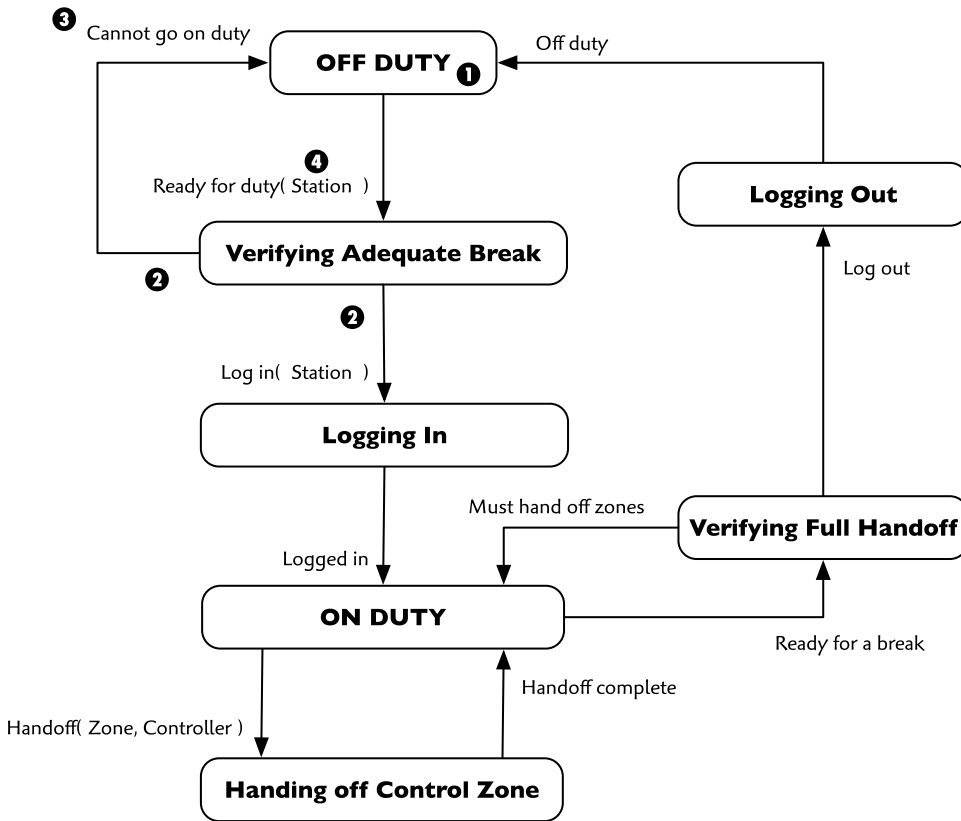 ❸
Cannot go on duty
Off duty
OFF DUTY ❶
❹
Ready for duty( Station )
Logging Out
Verifying Adequate Break
❷
❷
Log out
Log in( Station )
Logging In
Must hand off zones
Verifying Full Handoff
Logged in
ON DUTY
Ready for a break
Handoff complete
Handoff( Zone, Controller )
Handing off Control Zone